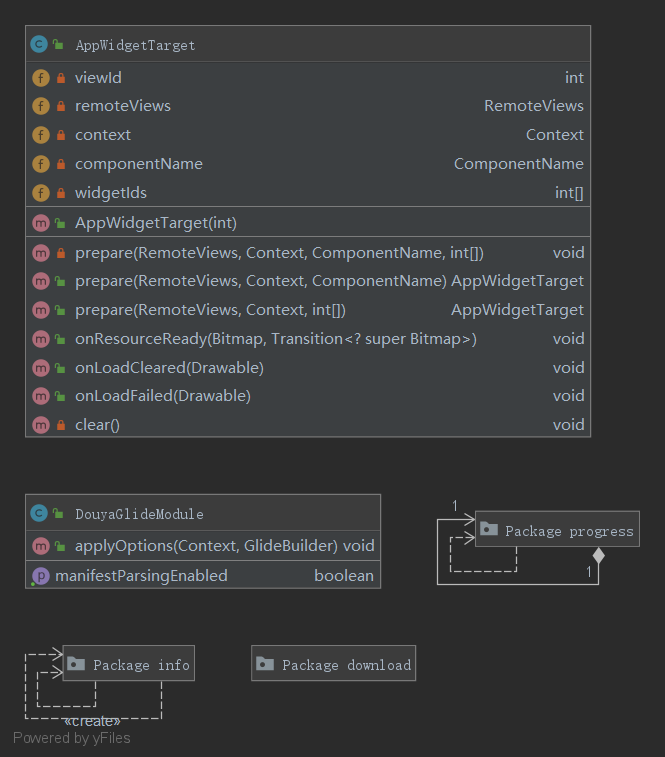 AppWidgetTarget
viewId int
remoteViews RemoteViews
context Context
componentName ComponentName
widgetIds int[]
AppWidgetTarget(int)
prepare(RemoteViews, Context, ComponentName, int[]) void
prepare(RemoteViews, Context, ComponentName) AppWidgetTarget
prepare(RemoteViews, Context, int[]) AppWidgetTarget
onResourceReady(Bitmap, Transition<? super Bitmap>) void
onLoadCleared(Drawable) void
onLoadFailed(Drawable) void
clear() void
DouyaGlideModule
applyOptions(Context, GlideBuilder) void
manifestParsingEnabled boolean
1
Package progress
1
Package info
Package download
«create»
Powered by yFiles